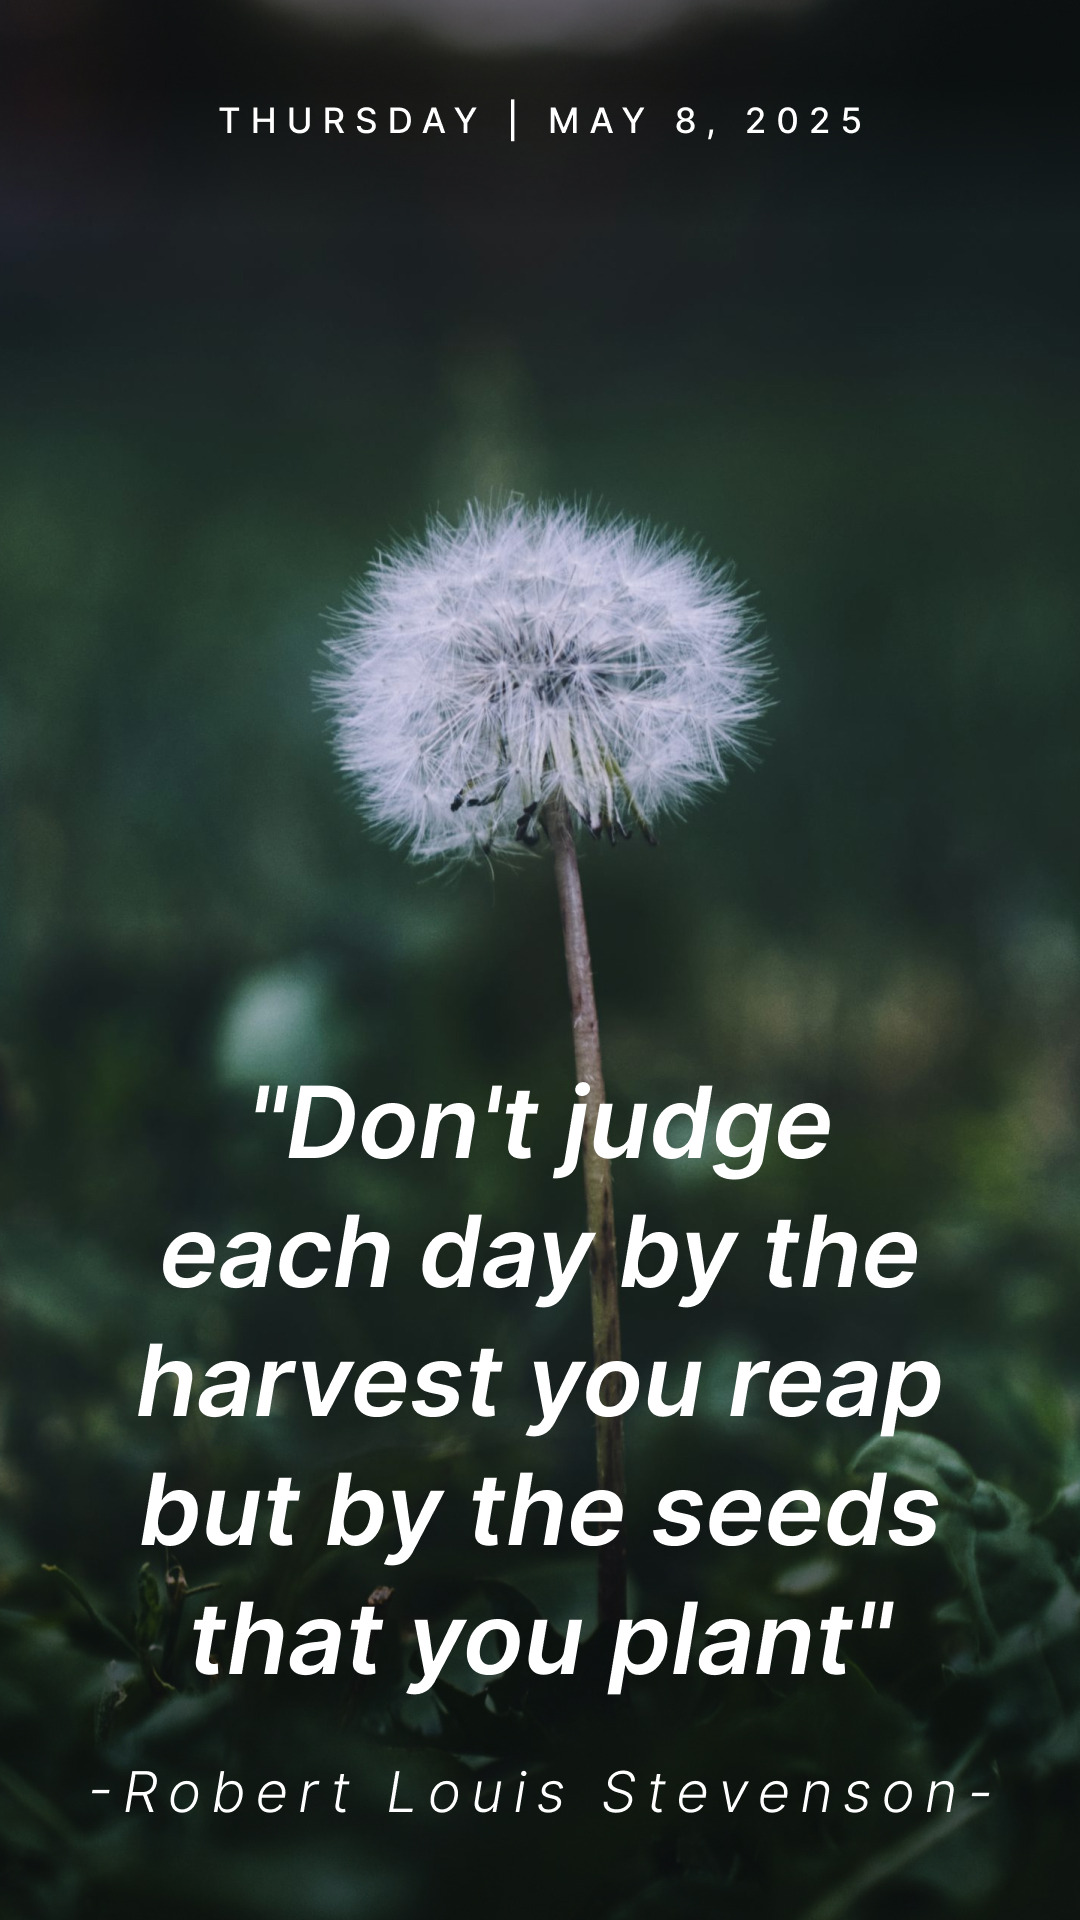 THURSDAY | MAY 8, 2025
"Don't judge
each day by the
harvest you reap
but by the seeds
that you plant"
-Robert Louis Stevenson-